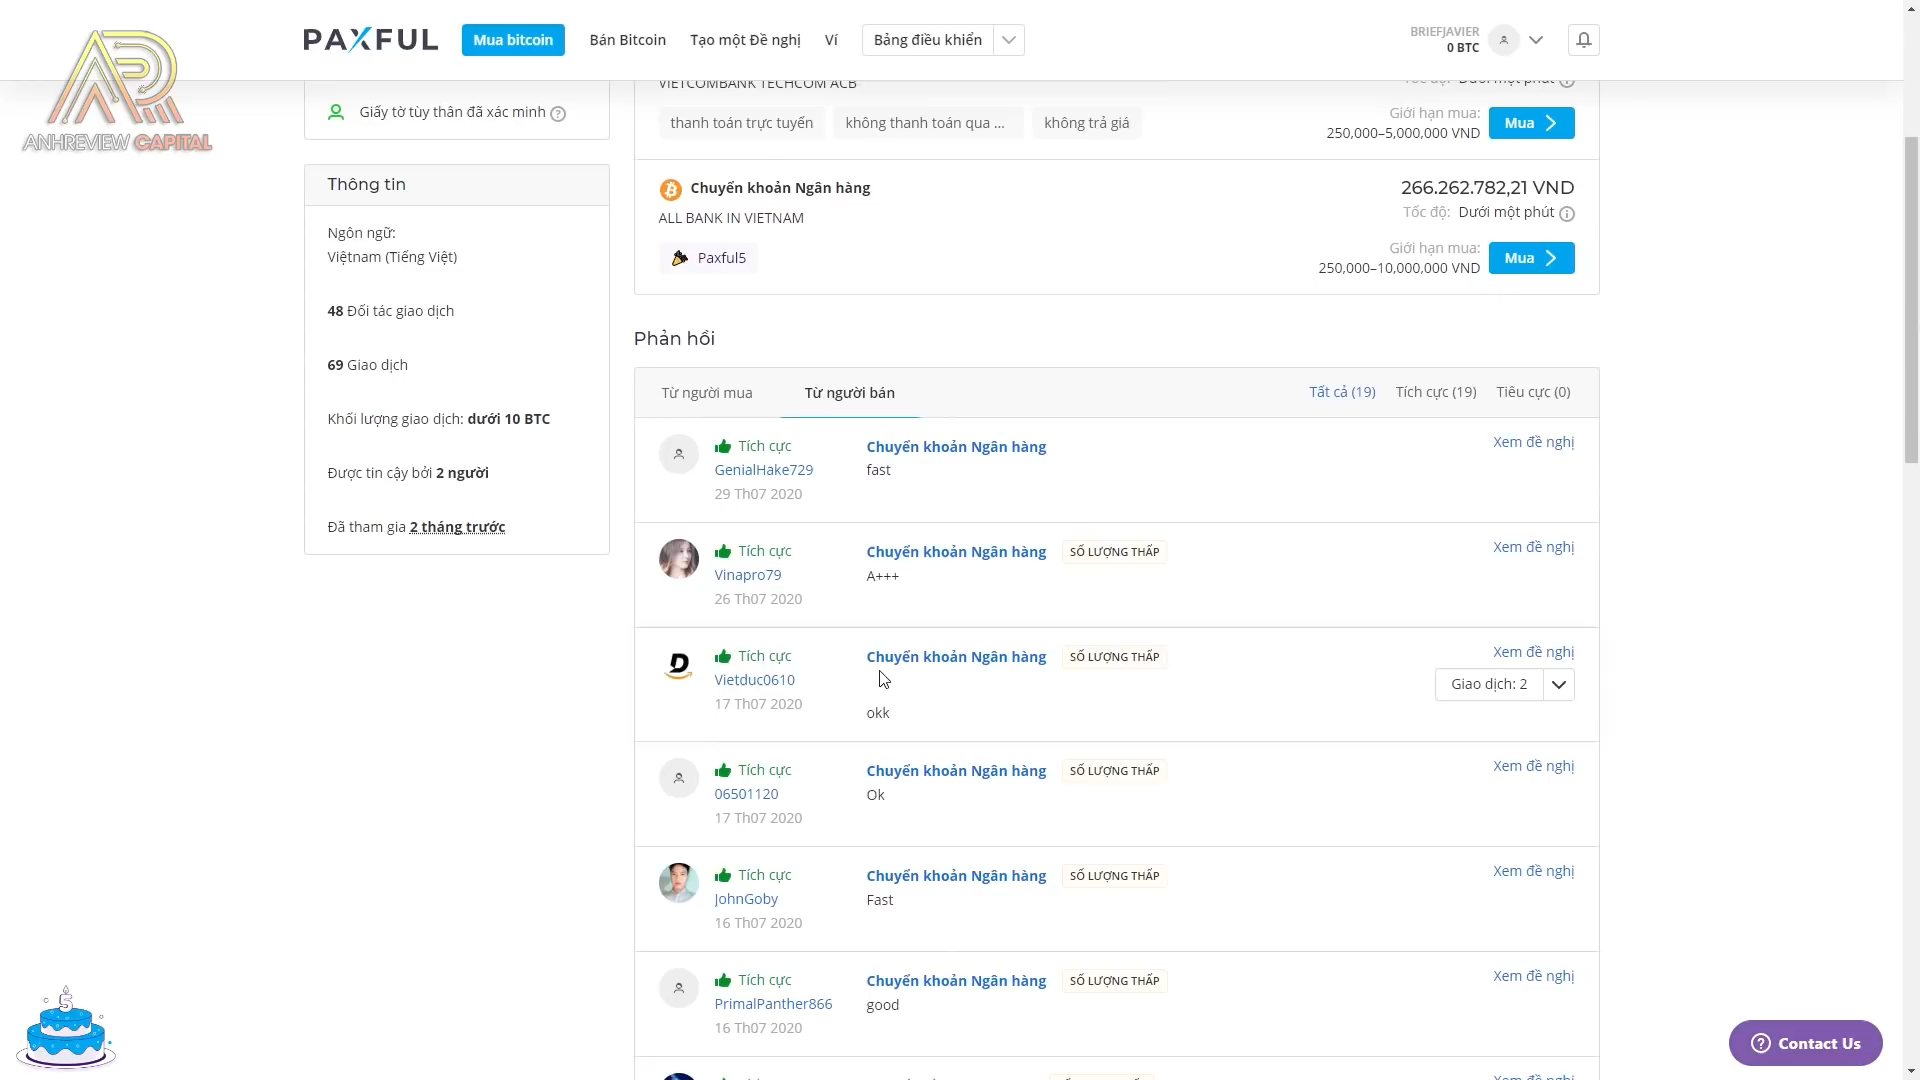 PAXFUL
Mua bitcoin
Bán Bitcoin
Tạo một Đề nghị
Ví
Bảng điều khiển
BRIEFJAVIER
0 BTC
ANHREVIEW CAPITAL
Giấy tờ tùy thân đã xác minh
VIETCOMBANK TECHCOM ACB
Tốc độ: Dưới một phút
thanh toán trực tuyến
không thanh toán qua ...
không trả giá
Giới hạn mua:
250,000–5,000,000 VND
Mua
Thông tin
Ngôn ngữ:
Việtnam (Tiếng Việt)
48 Đối tác giao dịch
69 Giao dịch
Khối lượng giao dịch: dưới 10 BTC
Được tin cậy bởi 2 người
Đã tham gia 2 tháng trước
Chuyển khoản Ngân hàng
266.262.782,21 VND
ALL BANK IN VIETNAM
Tốc độ: Dưới một phút
Paxful5
Giới hạn mua:
250,000–10,000,000 VND
Mua
Phản hồi
Từ người mua
Từ người bán
Tất cả (19)
Tích cực (19)
Tiêu cực (0)
Tích cực
GenialHake729
29 Th07 2020
Chuyển khoản Ngân hàng
fast
Xem đề nghị
Tích cực
Vinapro79
26 Th07 2020
Chuyển khoản Ngân hàng
SỐ LƯỢNG THẤP
A+++
Xem đề nghị
Tích cực
Vietduc0610
17 Th07 2020
Chuyển khoản Ngân hàng
SỐ LƯỢNG THẤP
okk
Xem đề nghị
Giao dịch: 2
Tích cực
06501120
17 Th07 2020
Chuyển khoản Ngân hàng
SỐ LƯỢNG THẤP
Ok
Xem đề nghị
Tích cực
JohnGoby
16 Th07 2020
Chuyển khoản Ngân hàng
SỐ LƯỢNG THẤP
Fast
Xem đề nghị
Tích cực
PrimalPanther866
16 Th07 2020
Chuyển khoản Ngân hàng
SỐ LƯỢNG THẤP
good
Xem đề nghị
5
Contact Us